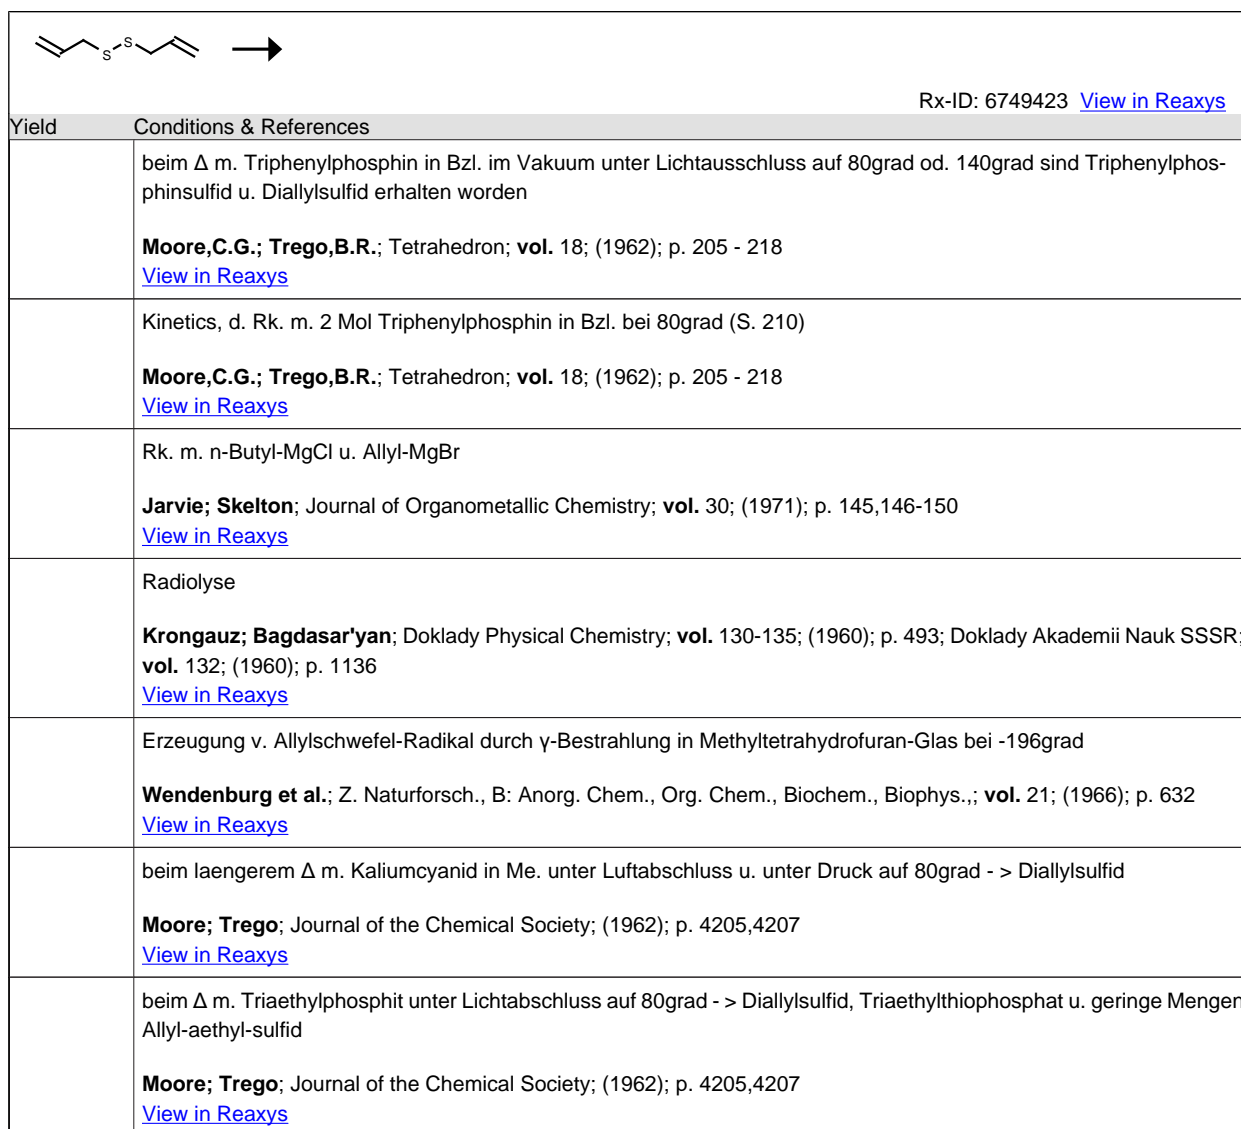 S
S
Rx-ID: 6749423 View in Reaxys
Yield Conditions & References
beim Δ m. Triphenylphosphin in Bzl. im Vakuum unter Lichtausschluss auf 80grad od. 140grad sind Triphenylphos-
phinsulfid u. Diallylsulfid erhalten worden
Moore,C.G.; Trego,B.R.; Tetrahedron; vol. 18; (1962); p. 205 - 218
View in Reaxys
Kinetics, d. Rk. m. 2 Mol Triphenylphosphin in Bzl. bei 80grad (S. 210)
Moore,C.G.; Trego,B.R.; Tetrahedron; vol. 18; (1962); p. 205 - 218
View in Reaxys
Rk. m. n-Butyl-MgCl u. Allyl-MgBr
Jarvie; Skelton; Journal of Organometallic Chemistry; vol. 30; (1971); p. 145,146-150
View in Reaxys
Radiolyse
Krongauz; Bagdasar'yan; Doklady Physical Chemistry; vol. 130-135; (1960); p. 493; Doklady Akademii Nauk SSSR;
vol. 132; (1960); p. 1136
View in Reaxys
Erzeugung v. Allylschwefel-Radikal durch γ-Bestrahlung in Methyltetrahydrofuran-Glas bei -196grad
Wendenburg et al.; Z. Naturforsch., B: Anorg. Chem., Org. Chem., Biochem., Biophys.,; vol. 21; (1966); p. 632
View in Reaxys
beim laengerem Δ m. Kaliumcyanid in Me. unter Luftabschluss u. unter Druck auf 80grad - > Diallylsulfid
Moore; Trego; Journal of the Chemical Society; (1962); p. 4205,4207
View in Reaxys
beim Δ m. Triaethylphosphit unter Lichtabschluss auf 80grad - > Diallylsulfid, Triaethylthiophosphat u. geringe Mengen
Allyl-aethyl-sulfid
Moore; Trego; Journal of the Chemical Society; (1962); p. 4205,4207
View in Reaxys